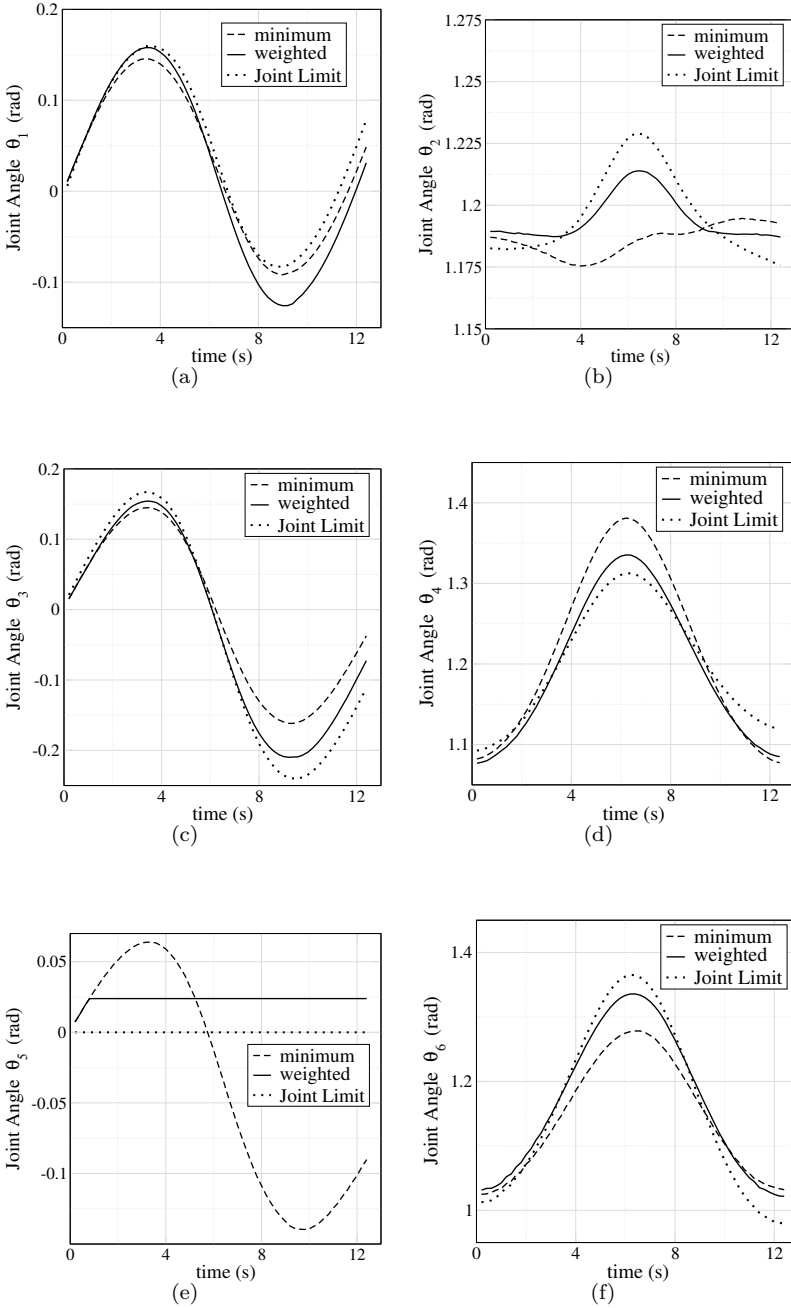 0.2
0.1
0
-0.1
Joint Angle θ1 (rad)
minimum
weighted
Joint Limit
0 4 8 12
time (s)
(a)
1.275
1.25
1.225
1.2
1.175
1.15
Joint Angle θ2 (rad)
minimum
weighted
Joint Limit
0 4 8 12
time (s)
(b)
0.2
0.1
0
-0.1
-0.2
Joint Angle θ3 (rad)
minimum
weighted
Joint Limit
0 4 8 12
time (s)
(c)
1.4
1.3
1.2
1.1
Joint Angle θ4 (rad)
minimum
weighted
Joint Limit
0 4 8 12
time (s)
(d)
0.05
0
-0.05
-0.1
Joint Angle θ5 (rad)
minimum
weighted
Joint Limit
0 4 8 12
time (s)
(e)
1.4
1.2
1
Joint Angle θ6 (rad)
minimum
weighted
Joint Limit
0 4 8 12
time (s)
(f)